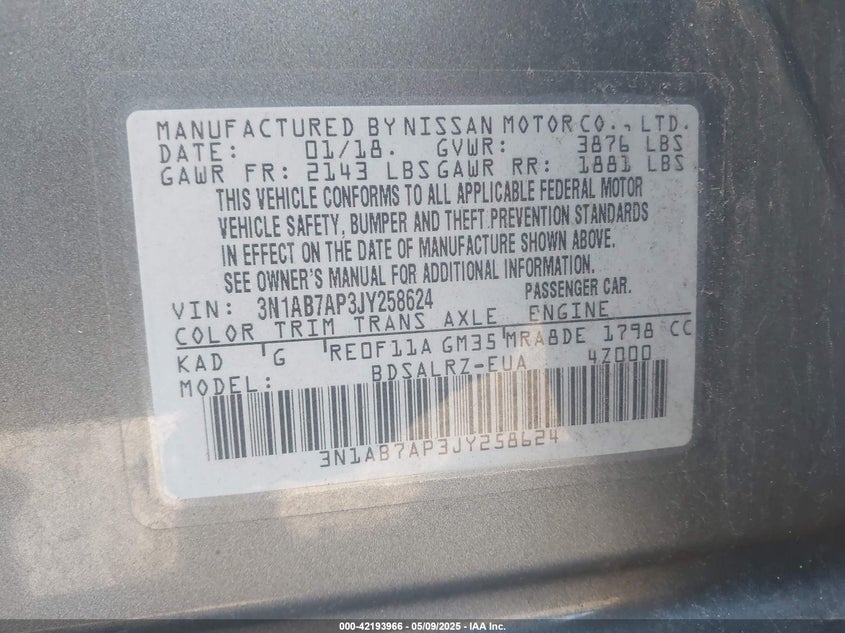 MANUFACTURED BY NISSAN MOTOR CO., LTD.
DATE: 01/18. GVWR: 3876 LBS
GAWR FR: 2143 LBS GAWR RR: 1881 LBS
THIS VEHICLE CONFORMS TO ALL APPLICABLE FEDERAL MOTOR
VEHICLE SAFETY, BUMPER AND THEFT PREVENTION STANDARDS
IN EFFECT ON THE DATE OF MANUFACTURE SHOWN ABOVE.
SEE OWNER'S MANUAL FOR ADDITIONAL INFORMATION.
VIN: 3N1AB7AP3JY258624 PASSENGER CAR.
COLOR TRIM TRANS AXLE ENGINE
KAD G RE0F11A GM35 MRA8DE 1798 CC
MODEL: BDSALRZ-EUA 4Z000
3N1AB7AP3JY258624
000-42193966 - 05/09/2025 - IAA Inc.